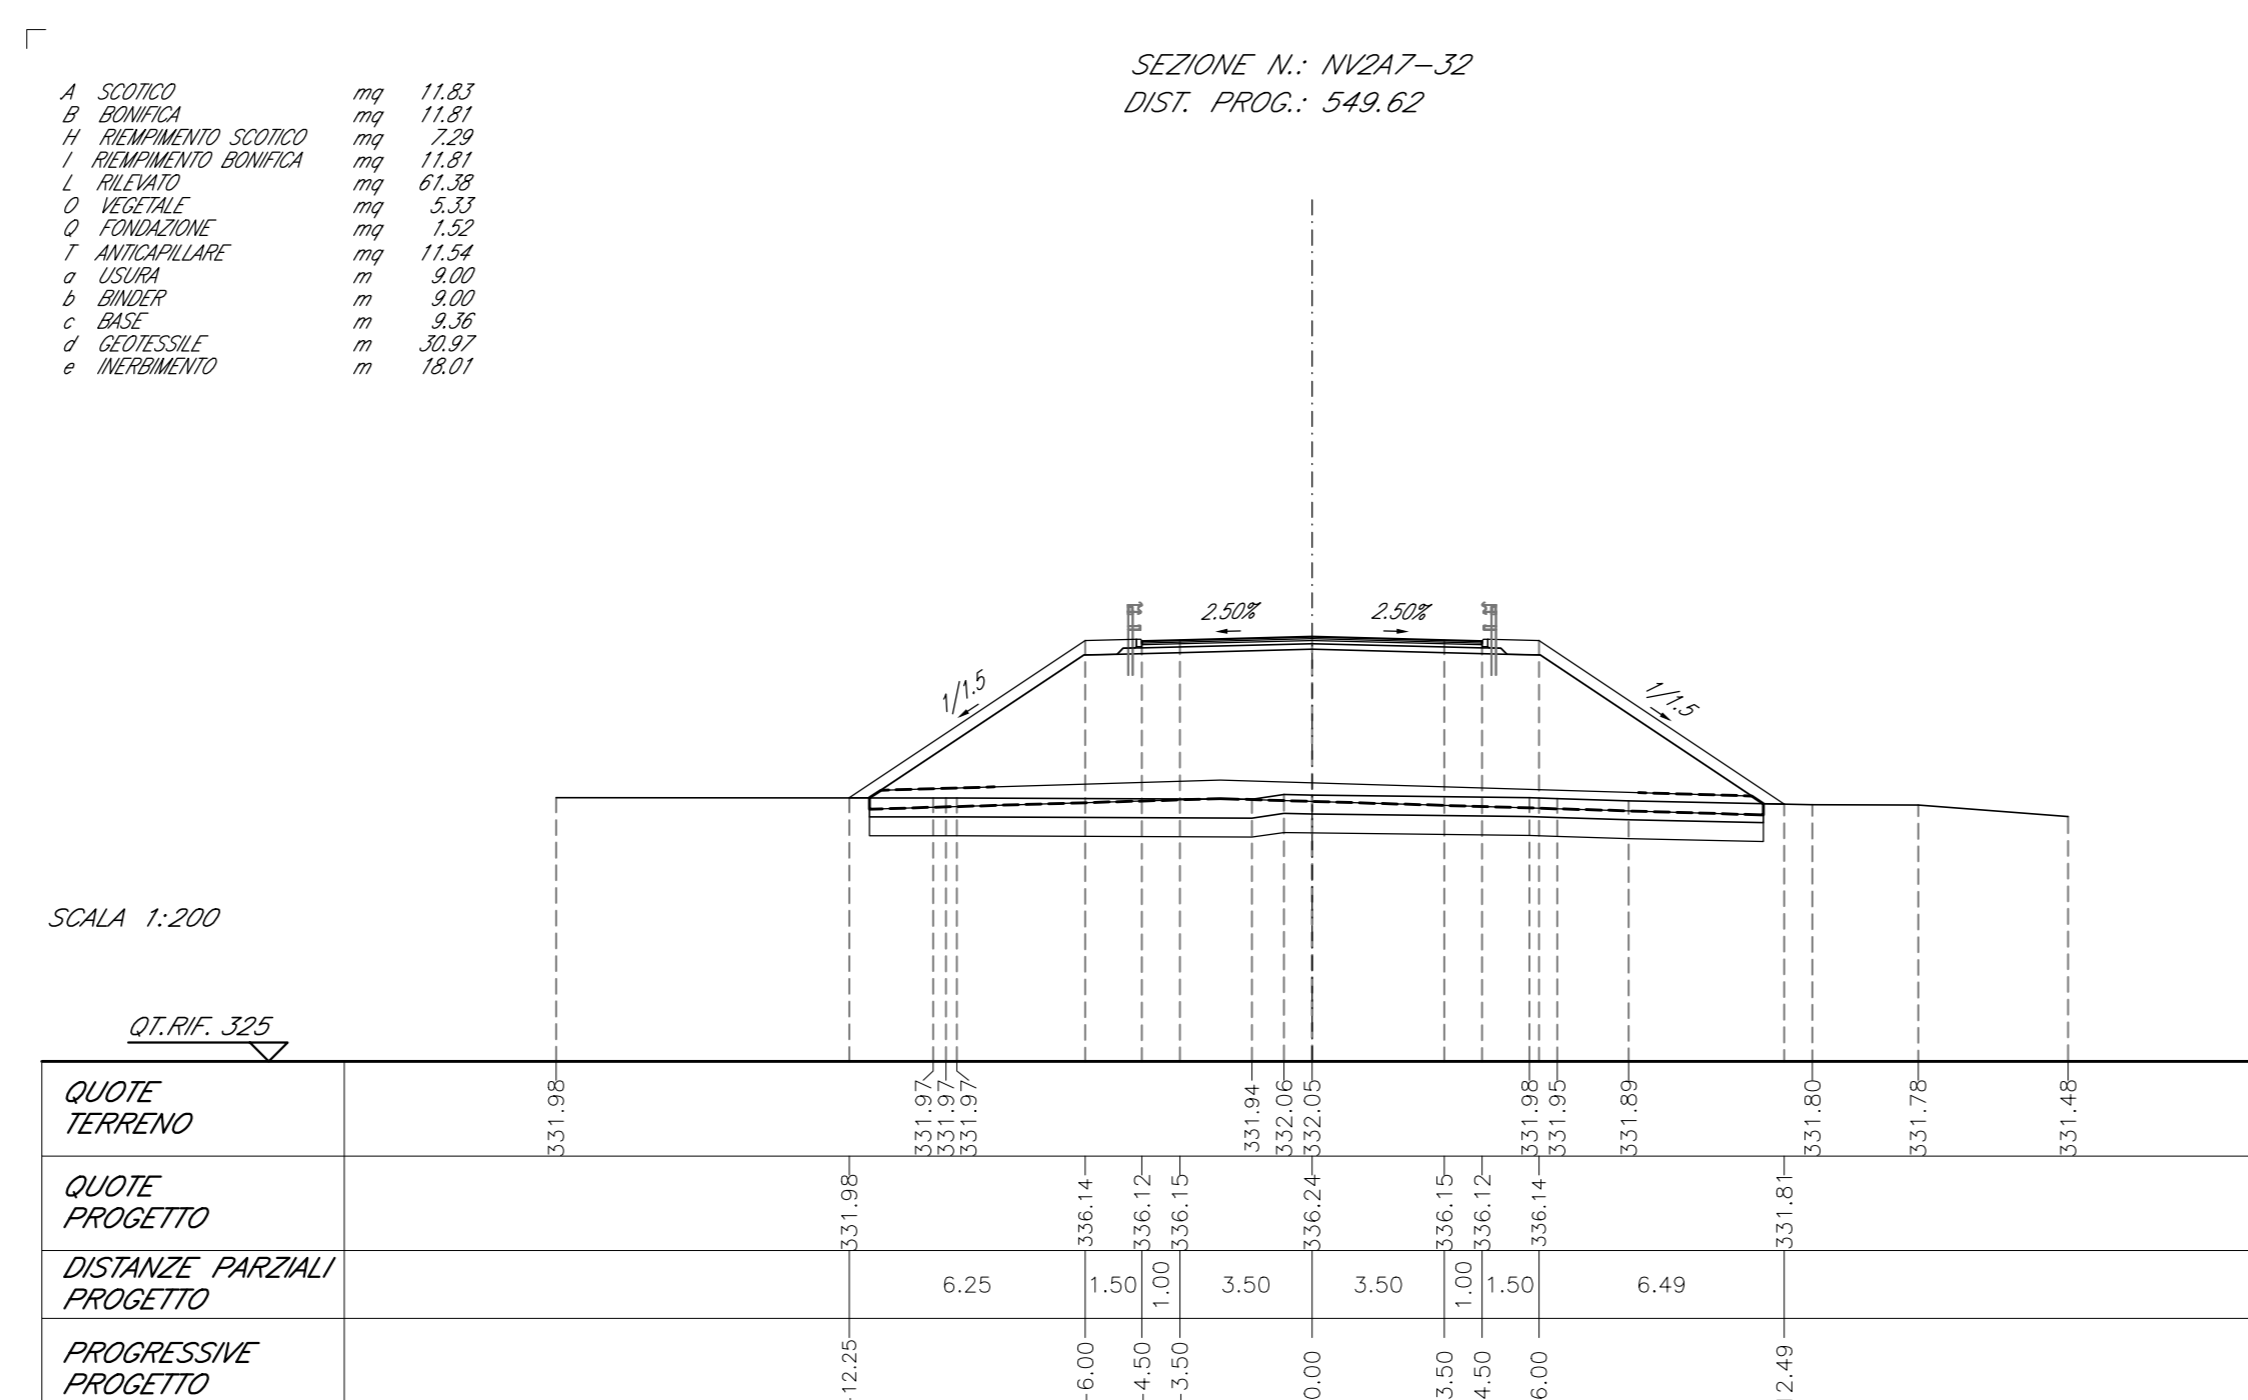 SEZIONE N.: NV2A7-32
DIST. PROG.: 549.62
A SCOTICO mq 11.83
B BONIFICA mq 11.81
H RIEMPIMENTO SCOTICO mq 7.29
I RIEMPIMENTO BONIFICA mq 11.81
L RILEVATO mq 61.38
O VEGETALE mq 5.33
Q FONDAZIONE mq 1.52
T ANTICAPILLARE mq 11.54
a USURA m 9.00
b BINDER m 9.00
c BASE m 9.36
d GEOTESSILE m 30.97
e INERBIMENTO m 18.01
2.50% 2.50%
1/1.5 1/1.5
SCALA 1:200
QT.RIF. 325
QUOTE
TERRENO
331.98 331.97 331.97 331.97 331.94 332.06 332.05 331.98 331.95 331.89 331.80 331.78 331.48
QUOTE
PROGETTO
331.98 336.14 336.12 336.15 336.24 336.15 336.12 336.14 331.81
DISTANZE PARZIALI
PROGETTO
6.25 1.50 1.00 3.50 3.50 1.00 1.50 6.49
PROGRESSIVE
PROGETTO
-12.25 -6.00 -4.50 -3.50 0.00 3.50 4.50 6.00 12.49